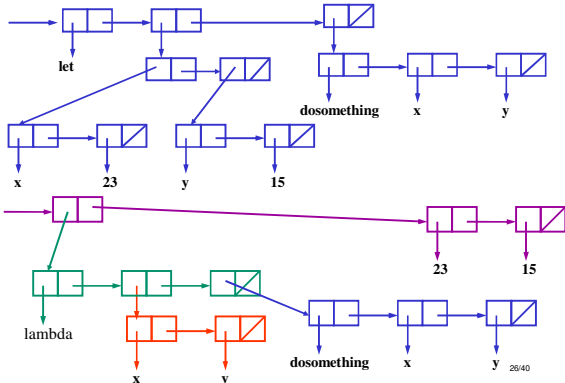 let
dosomething x y
x 23 y 15
23 15
lambda
dosomething x y
26/40
x y